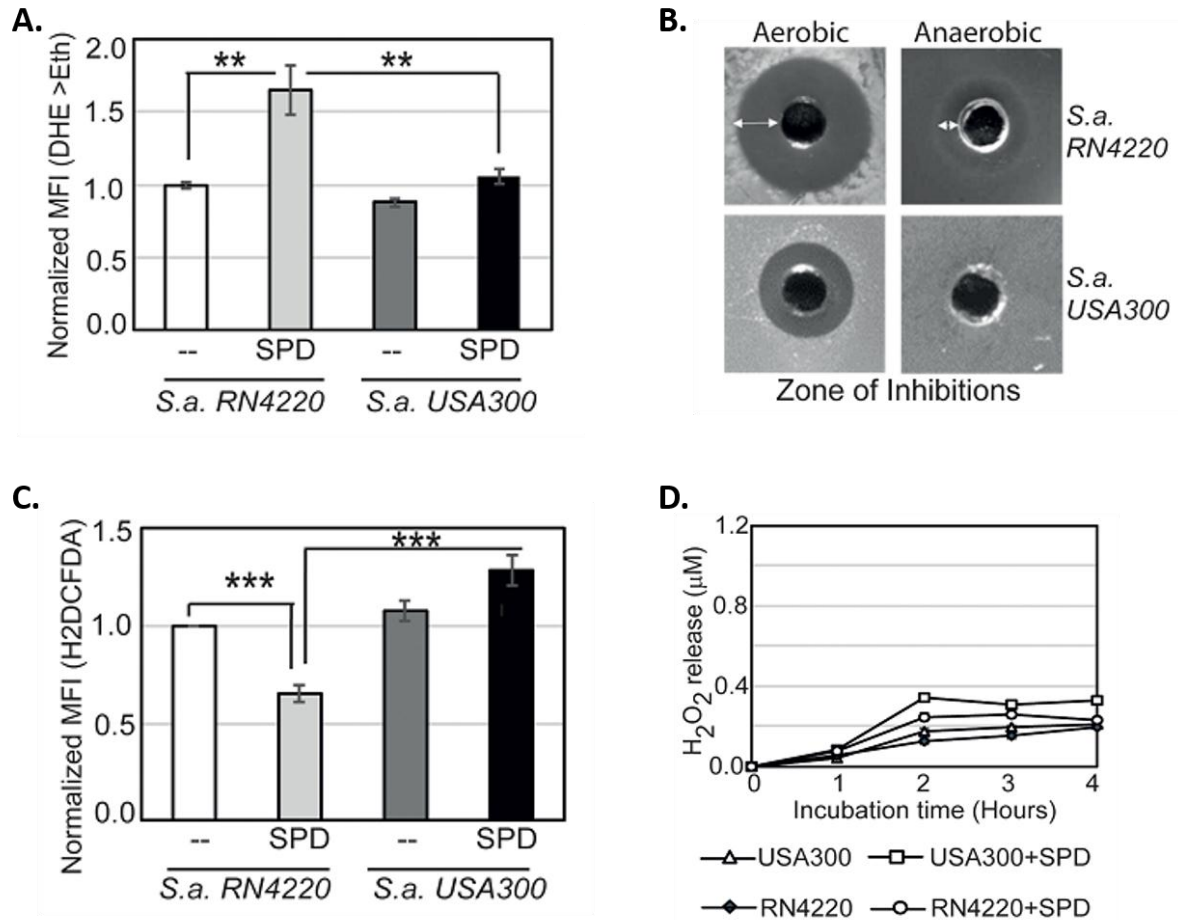 A.
Normalized MFI (DHE >Eth)
2.0
1.5
1.0
0.5
0.0
**
**
-- SPD -- SPD
S.a. RN4220 S.a. USA300
B.
Aerobic Anaerobic
S.a.
RN4220
S.a.
USA300
Zone of Inhibitions
C.
Normalized MFI (H2DCFDA)
1.5
1.0
0.5
0.0
***
***
-- SPD -- SPD
S.a. RN4220 S.a. USA300
D.
H2O2 release (µM)
1.2
0.8
0.4
0.0
0 1 2 3 4
Incubation time (Hours)
USA300 USA300+SPD
RN4220 RN4220+SPD